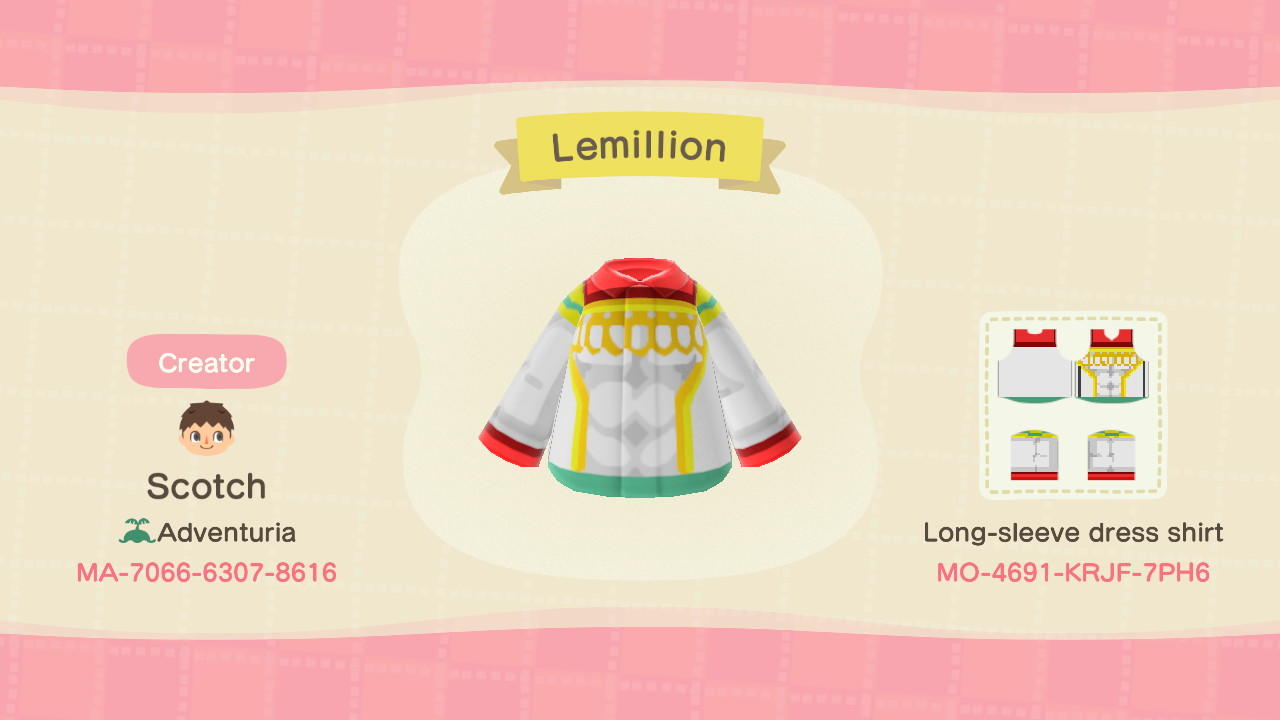 Lemillion
Creator
Scotch
Adventuria
MA-7066-6307-8616
Long-sleeve dress shirt
MO-4691-KRJF-7PH6